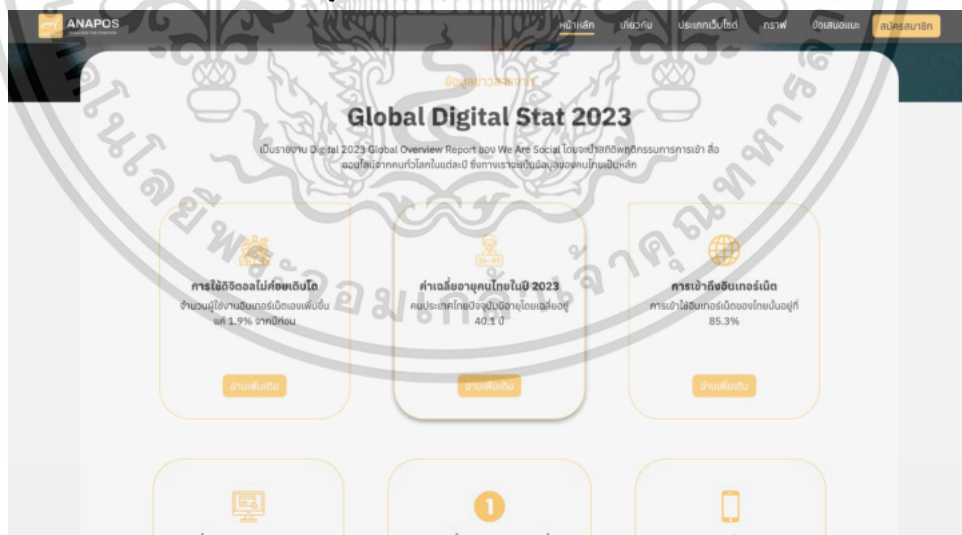 ANAPOS
หน้าหลัก เกี่ยวกับ ประเภทเว็บไซต์ กราฟ ข้อเสนอแนะ สมัครสมาชิก
ข้อมูลข่าวสารจาก
Global Digital Stat 2023
เป็นรายงาน Digital 2023 Global Overview Report ของ We Are Social โดยจะนำสถิติพฤติกรรมการการเข้า สื่อ
ออนไลน์จากคนทั่วโลกในแต่ละปี ซึ่งทางเราจะเน้นข้อมูลของคนไทยเป็นหลัก
การใช้ดิจิตอลไม่ค่อยเติบโต
จำนวนผู้ใช้งานอินเทอร์เน็ตเองเพิ่มขึ้น
แค่ 1.9% จากปีก่อน
อ่านเพิ่มเติม
ค่าเฉลี่ยอายุคนไทยในปี 2023
คนประเทศไทยปัจจุบันมีอายุโดยเฉลี่ยอยู่
40.1 ปี
อ่านเพิ่มเติม
การเข้าถึงอินเทอร์เน็ต
การเข้าใช้อินเทอร์เน็ตของไทยนั้นอยู่ที่
85.3%
อ่านเพิ่มเติม
1